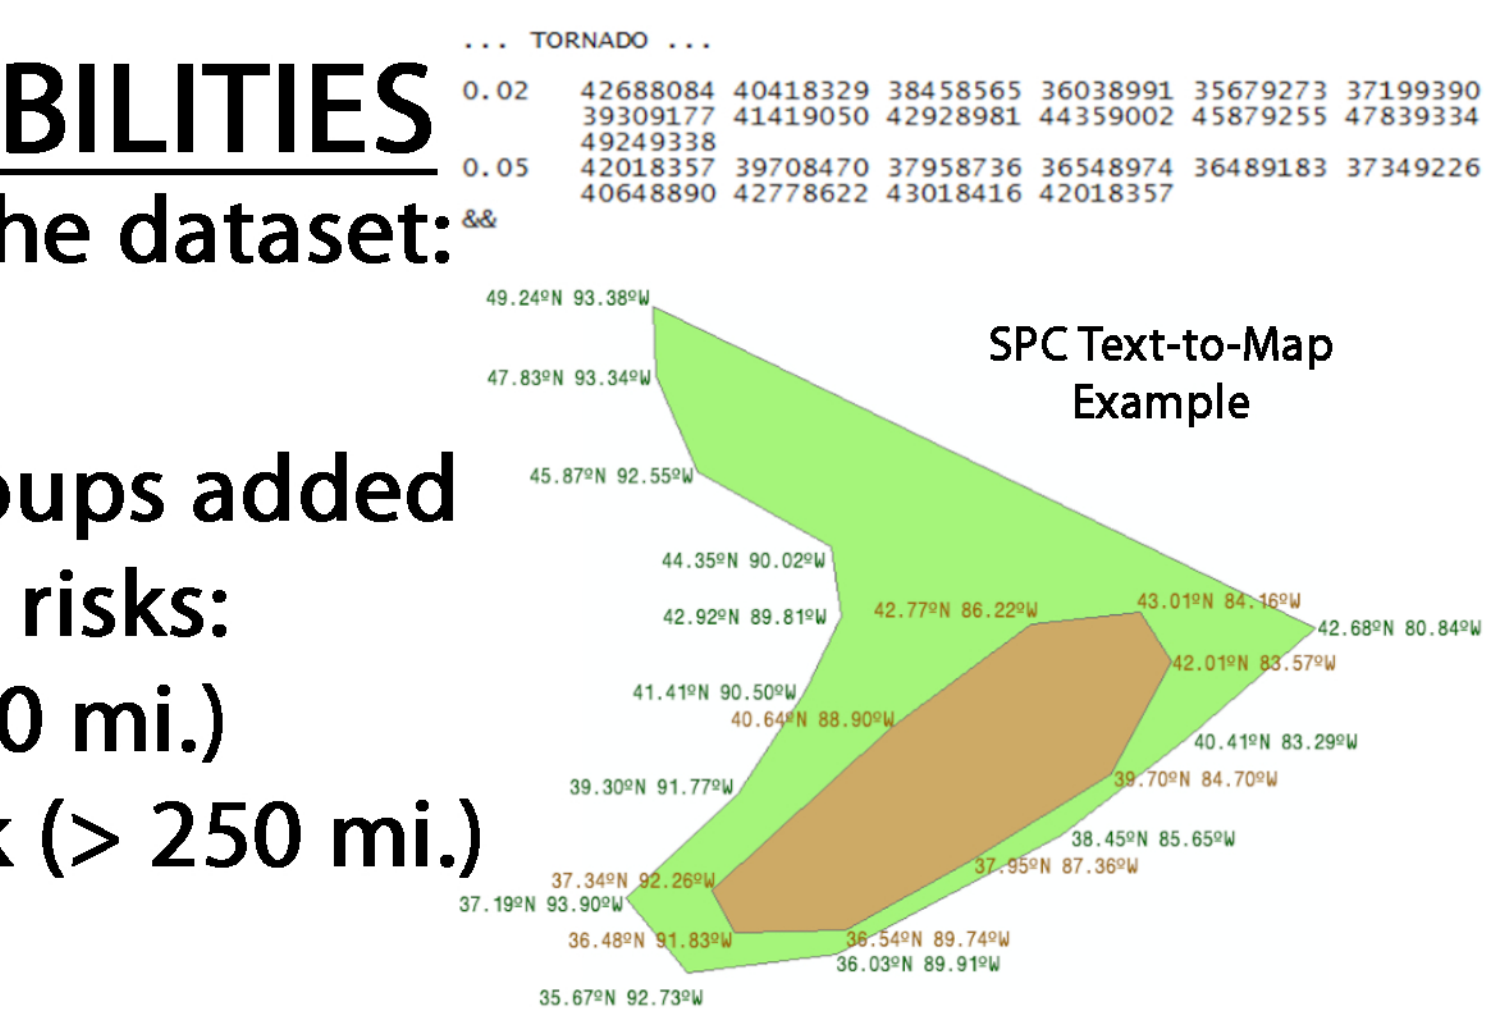 BILITIES
he dataset:
oups added
risks:
0 mi.)
k (> 250 mi.)
... TORNADO ...
0.02 42688084 40418329 38458565 36038991 35679273 37199390
39309177 41419050 42928981 44359002 45879255 47839334
49249338
0.05 42018357 39708470 37958736 36548974 36489183 37349226
40648890 42778622 43018416 42018357
&&
SPC Text-to-Map
Example
49.24ºN 93.38ºW
47.83ºN 93.34ºW
45.87ºN 92.55ºW
44.35ºN 90.02ºW
42.92ºN 89.81ºW
42.77ºN 86.22ºW
43.01ºN 84.16ºW
42.68ºN 80.84ºW
42.01ºN 83.57ºW
41.41ºN 90.50ºW
40.64ºN 88.90ºW
40.41ºN 83.29ºW
39.70ºN 84.70ºW
39.30ºN 91.77ºW
38.45ºN 85.65ºW
37.95ºN 87.36ºW
37.34ºN 92.26ºW
37.19ºN 93.90ºW
36.48ºN 91.83ºW
36.54ºN 89.74ºW
36.03ºN 89.91ºW
35.67ºN 92.73ºW